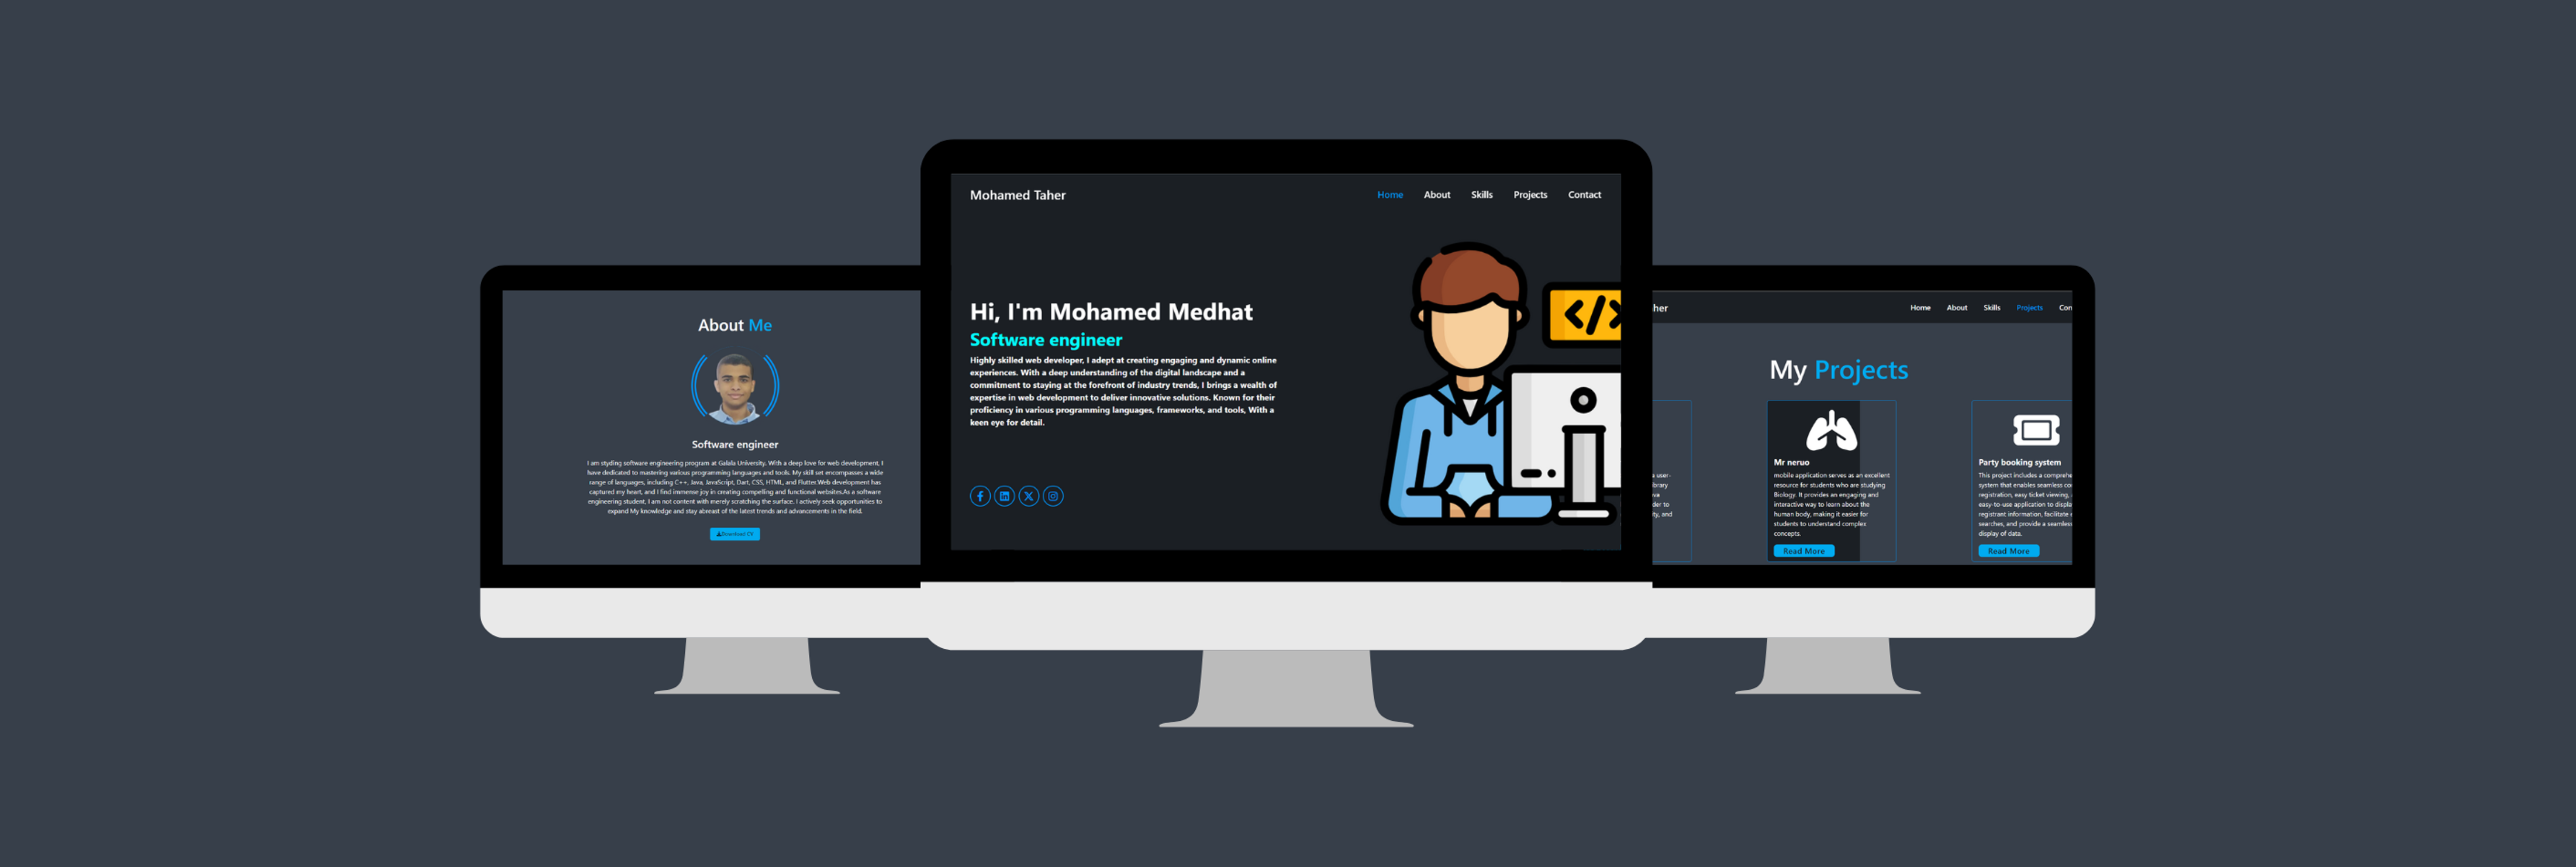 About Me
Software engineer
I am styding software engineering program at Galala University. With a deep love for web development, I
have dedicated to mastering various programming languages and tools. My skill set encompasses a wide
range of languages, including C++, Java, JavaScript, Dart, CSS, HTML, and Flutter.Web development has
captured my heart, and I find immense joy in creating compelling and functional websites.As a software
engineering student, I am not content with merely scratching the surface. I actively seek opportunities to
expand My knowledge and stay abreast of the latest trends and advancements in the field.
Download CV
Mohamed Taher
Home About Skills Projects Contact
Hi, I'm Mohamed Medhat
Software engineer
Highly skilled web developer, I adept at creating engaging and dynamic online
experiences. With a deep understanding of the digital landscape and a
commitment to staying at the forefront of industry trends, I brings a wealth of
expertise in web development to deliver innovative solutions. Known for their
proficiency in various programming languages, frameworks, and tools, With a
keen eye for detail.
</>
her
Home About Skills Projects Con
My Projects
a user-
brary
va
der to
ty, and
Mr neruo
mobile application serves as an excellent
resource for students who are studying
Biology. It provides an engaging and
interactive way to learn about the
human body, making it easier for
students to understand complex
concepts.
Read More
Party booking system
This project includes a comprehe
system that enables seamless co
registration, easy ticket viewing,
easy-to-use application to displa
registrant information, facilitate
searches, and provide a seamless
display of data.
Read More